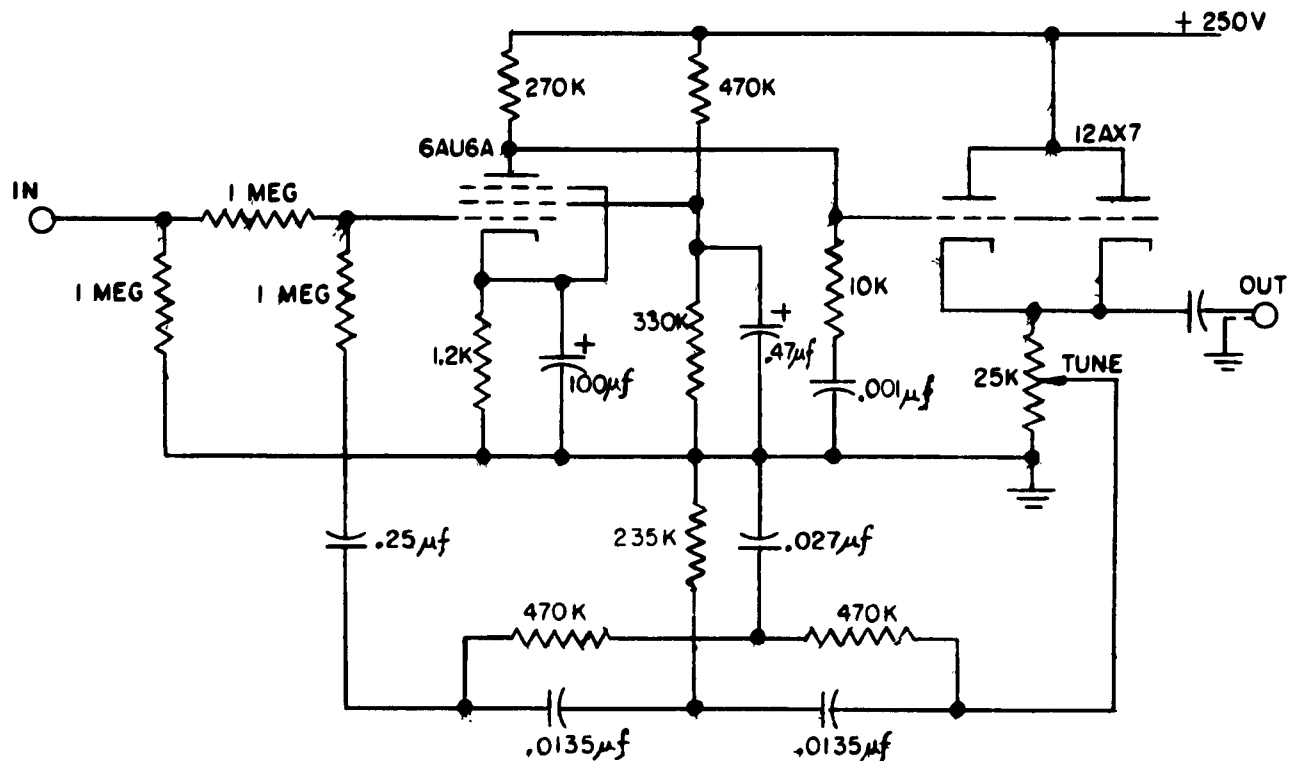 + 250V
270K
470K
12AX7
6AU6A
IN
1 MEG
1 MEG
1 MEG
10K
OUT
330K
+
.47µf
1.2K
+
100µf
.001µf
25K
TUNE
.25µf
235K
.027µf
470K
470K
.0135µf
.0135µf